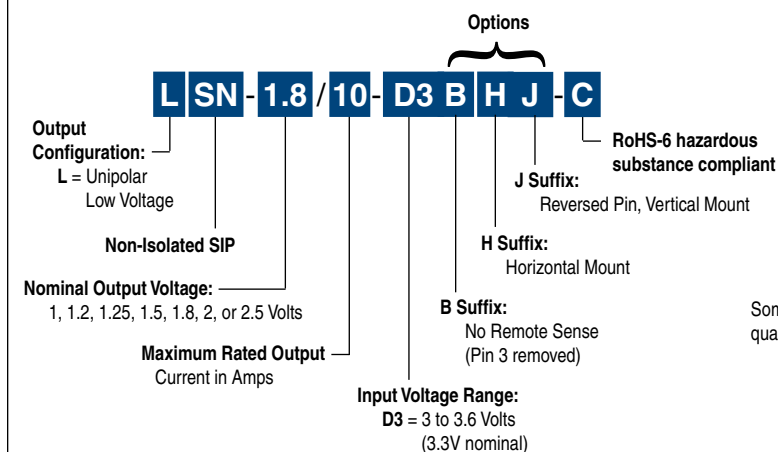 Options
L SN - 1.8 / 10 - D3 B H J - C
Output
Configuration:
L = Unipolar
Low Voltage
RoHS-6 hazardous
substance compliant
J Suffix:
Reversed Pin, Vertical Mount
Non-Isolated SIP
H Suffix:
Horizontal Mount
Nominal Output Voltage:
1, 1.2, 1.25, 1.5, 1.8, 2, or 2.5 Volts
B Suffix:
No Remote Sense
(Pin 3 removed)
Maximum Rated Output
Current in Amps
Input Voltage Range:
D3 = 3 to 3.6 Volts
(3.3V nominal)